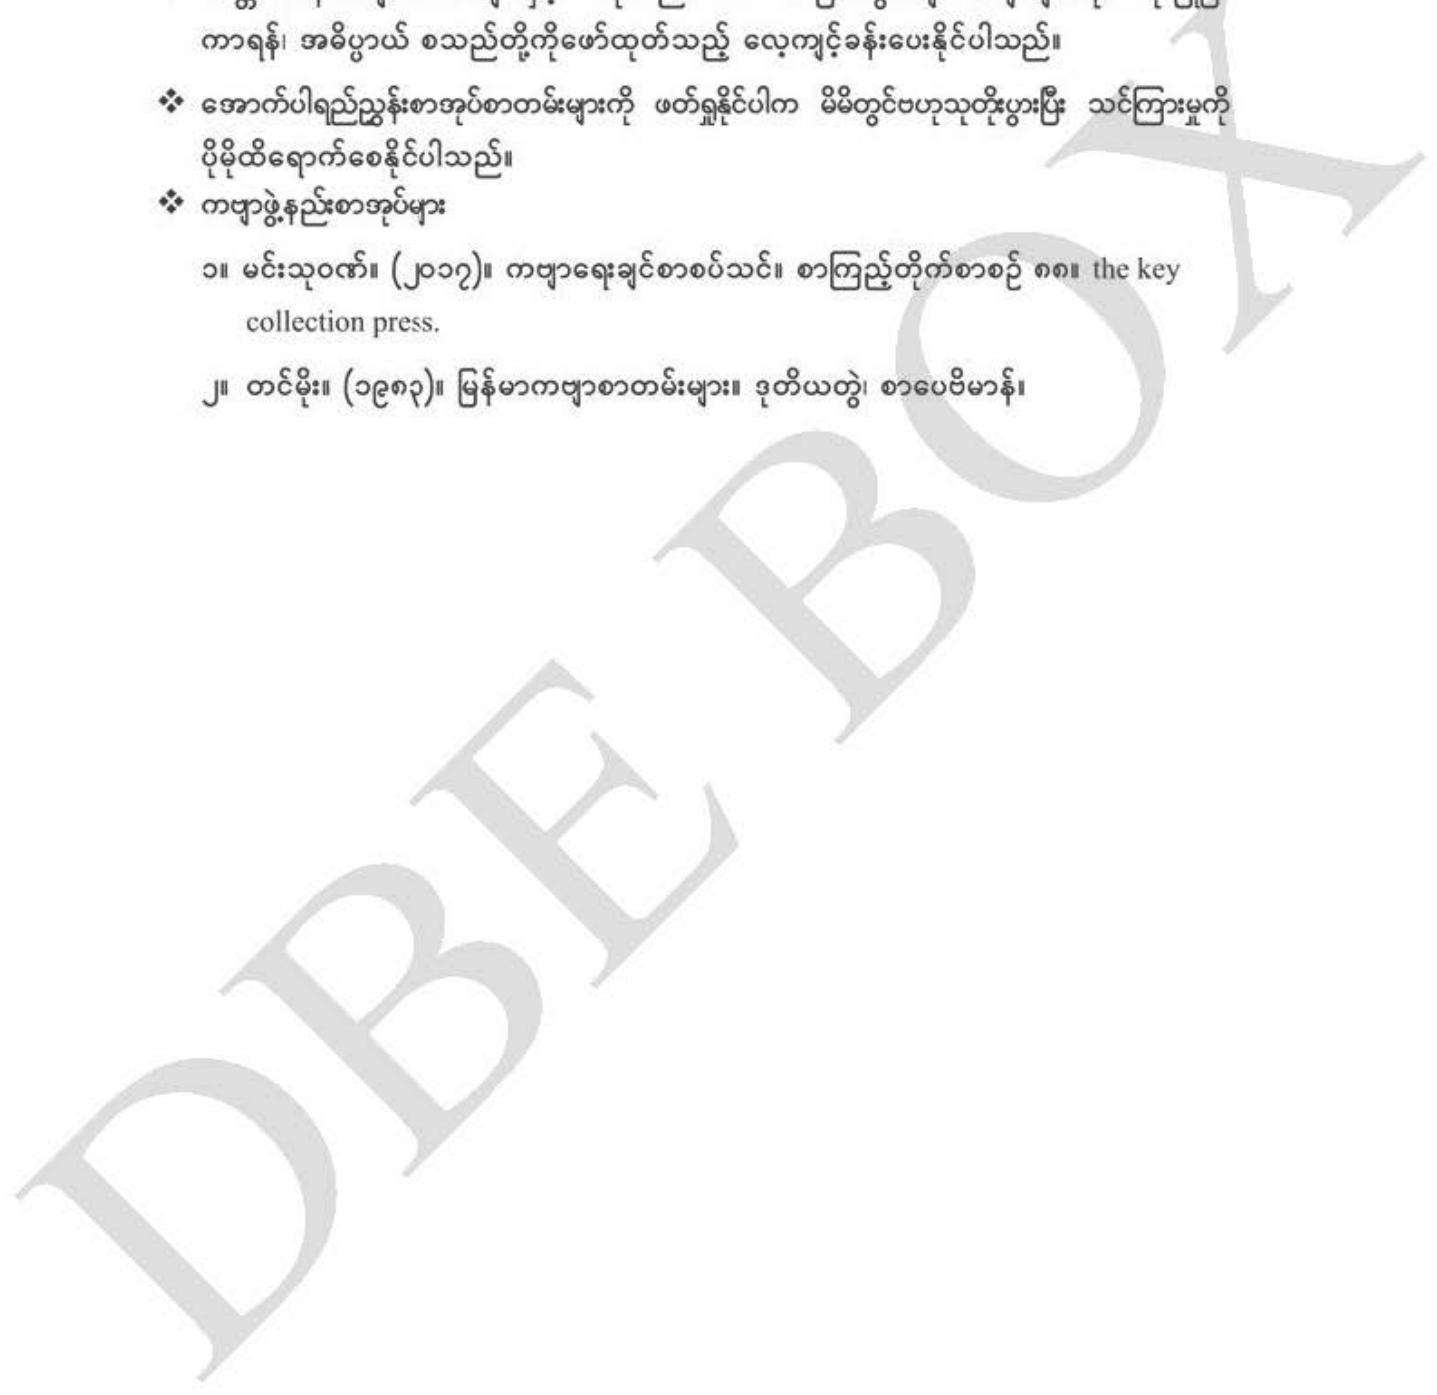 ကာရန်၊ အဓိပ္ပာယ် စသည်တို့ကိုဖော်ထုတ်သည့် လေ့ကျင့်ခန်းပေးနိုင်ပါသည်။
❖ အောက်ပါရည်ညွှန်းစာအုပ်စာတမ်းများကို ဖတ်ရှုနိုင်ပါက မိမိတွင်ဗဟုသုတိုးပွားပြီး သင်ကြားမှုကို
ပိုမိုထိရောက်စေနိုင်ပါသည်။
❖ ကဗျာဖွဲ့နည်းစာအုပ်များ
၁။ မင်းသုဝဏ်။ (၂၀၁၇)။ ကဗျာရေးချင်စာစပ်သင်။ စာကြည့်တိုက်စာစဉ် ၈၈။ the key
collection press.
၂။ တင်မိုး။ (၁၉၈၃)။ မြန်မာကဗျာစာတမ်းများ။ ဒုတိယတွဲ၊ စာပေဗိမာန်။
DBE BOX